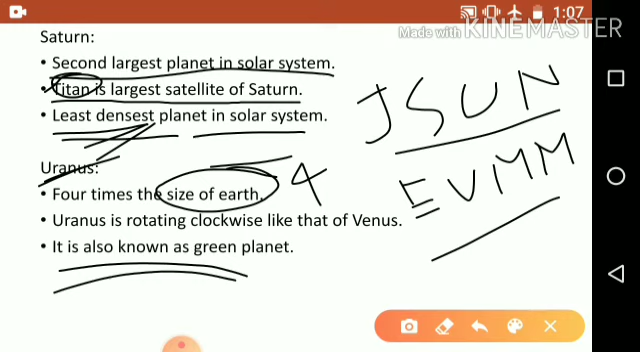 1:07
Made with KINEMASTER
Saturn:
• Second largest planet in solar system.
• Titan is largest satellite of Saturn.
• Least densest planet in solar system.
JSUN
EVMM
Uranus:
• Four times the size of earth. 4
• Uranus is rotating clockwise like that of Venus.
• It is also known as green planet.